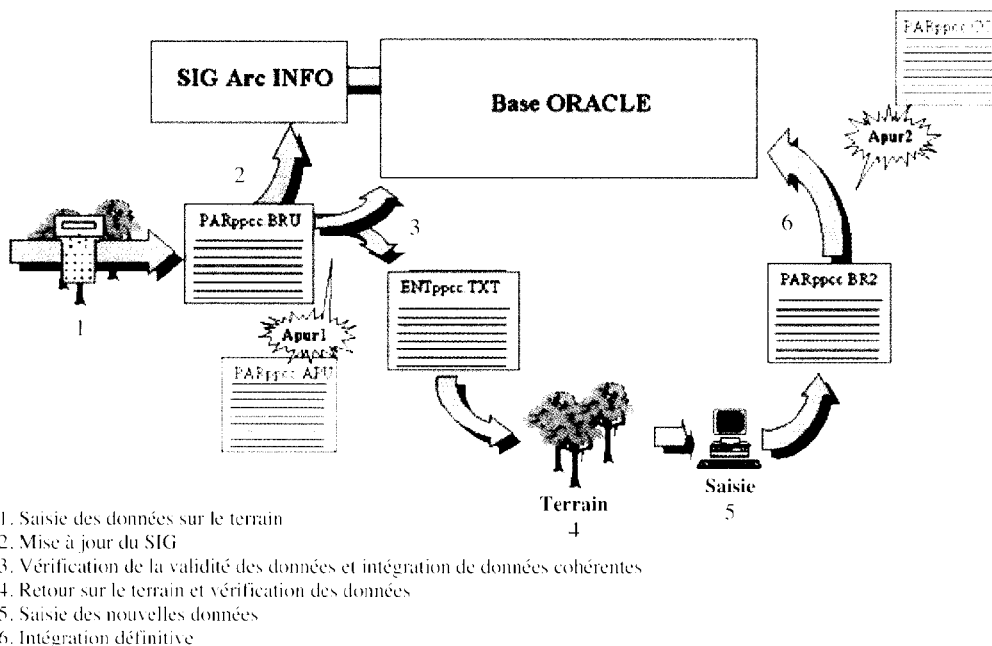 PARppcc
SIG Arc INFO
Base ORACLE
Apur2
2
PARppcc BRU
3
6
ENTppcc TXT
PARppcc BR2
1
Apur1
PARppcc APU
Terrain
4
Saisie
5
1. Saisie des données sur le terrain
2. Mise à jour du SIG
3. Vérification de la validité des données et intégration de données cohérentes
4. Retour sur le terrain et vérification des données
5. Saisie des nouvelles données
6. Intégration définitive